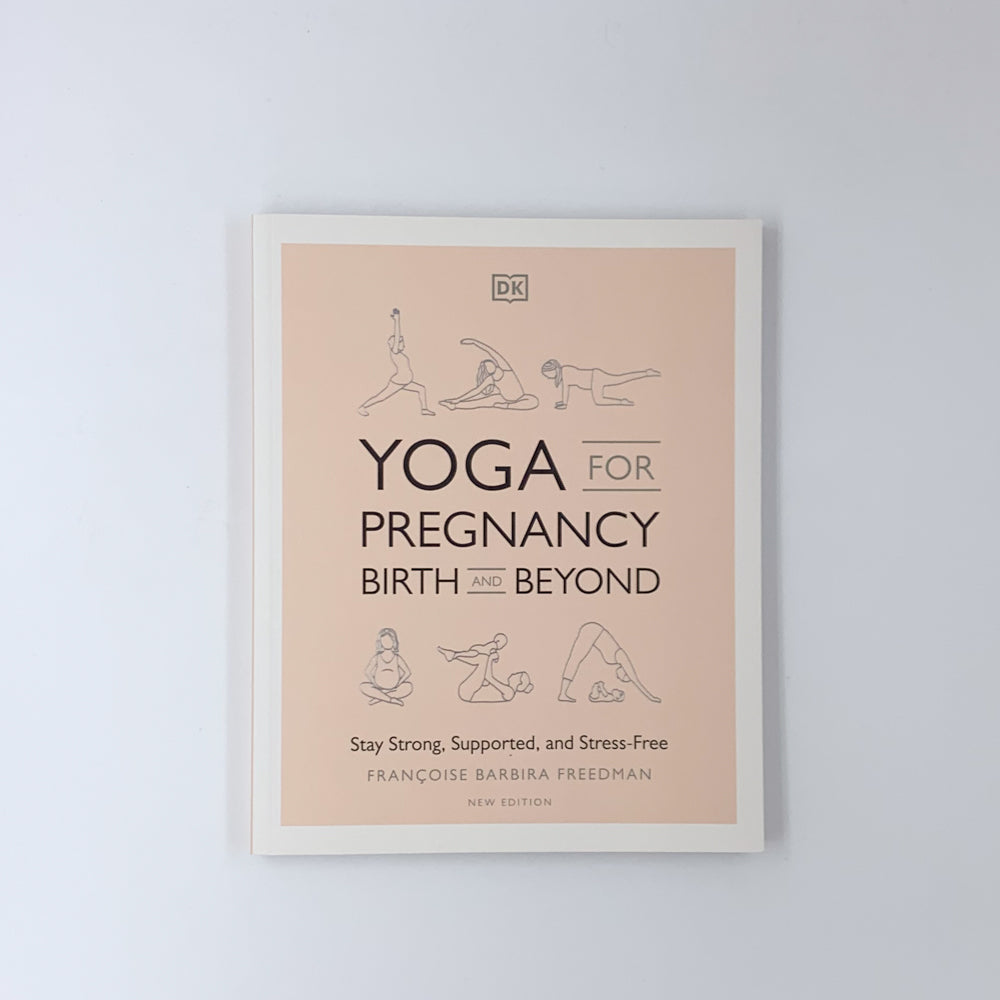 DK
YOGA FOR
PREGNANCY
BIRTH AND BEYOND
Stay Strong, Supported, and Stress-Free
FRANÇOISE BARBIRA FREEDMAN
NEW EDITION